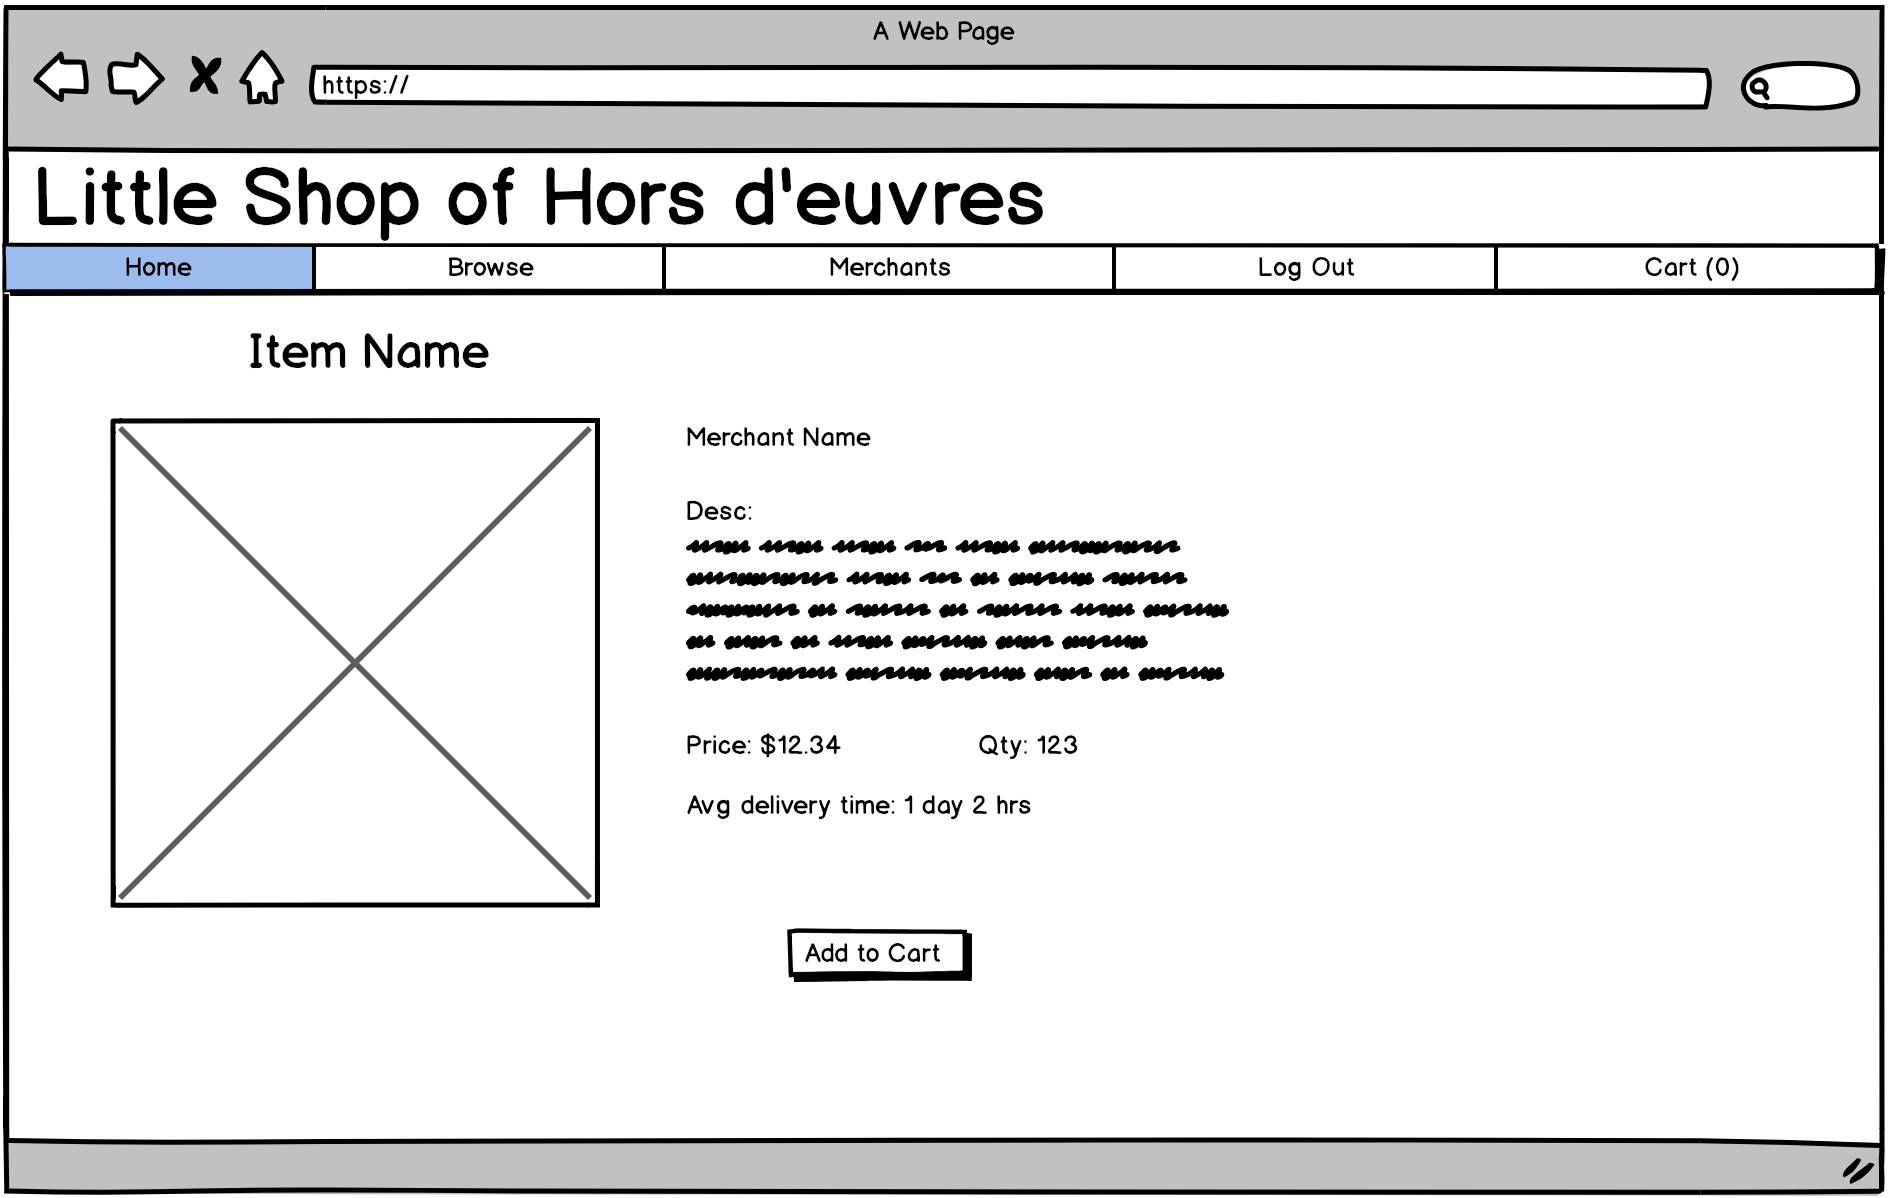 A Web Page
https://
Little Shop of Hors d'euvres
Home Browse Merchants Log Out Cart (0)
Item Name
Merchant Name
Desc:
Price: $12.34 Qty: 123
Avg delivery time: 1 day 2 hrs
Add to Cart